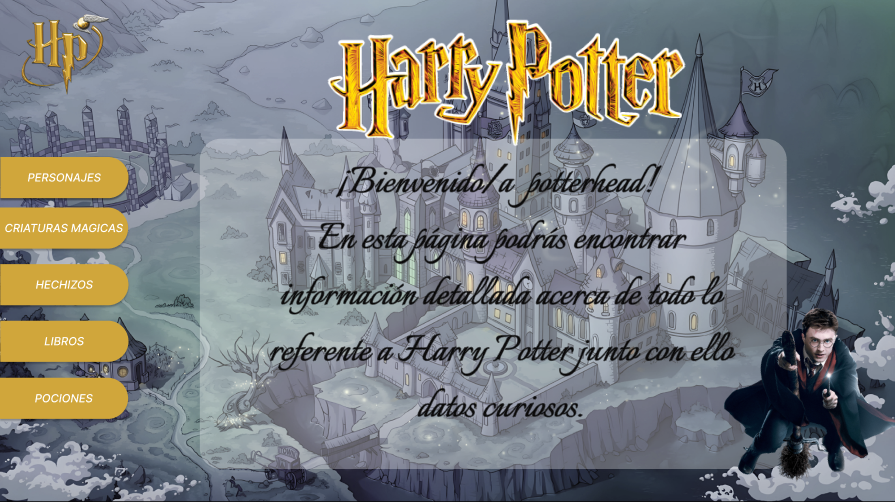 HP
Harry Potter
¡Bienvenido/a potterhead!
En esta página podrás encontrar
información detallada acerca de todo lo
referente a Harry Potter junto con ello
datos curiosos.
PERSONAJES
CRIATURAS MAGICAS
HECHIZOS
LIBROS
POCIONES